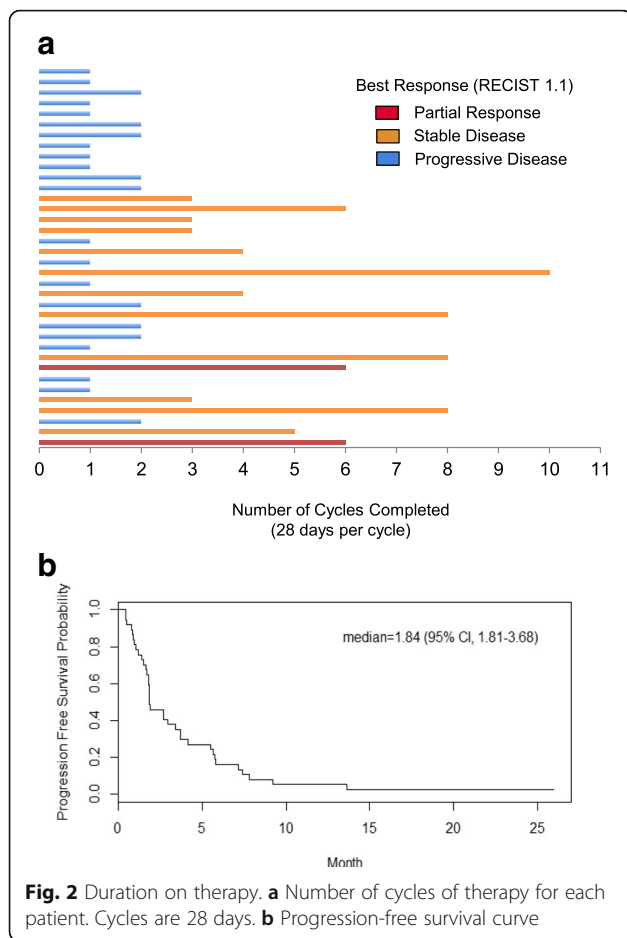 a
Best Response (RECIST 1.1)
Partial Response
Stable Disease
Progressive Disease
0 1 2 3 4 5 6 7 8 9 10 11
Number of Cycles Completed
(28 days per cycle)
b
Progression Free Survival Probability
1.0
0.8
0.6
0.4
0.2
0.0
median=1.84 (95% CI, 1.81-3.68)
0 5 10 15 20 25
Month
Fig. 2 Duration on therapy. a Number of cycles of therapy for each
patient. Cycles are 28 days. b Progression-free survival curve